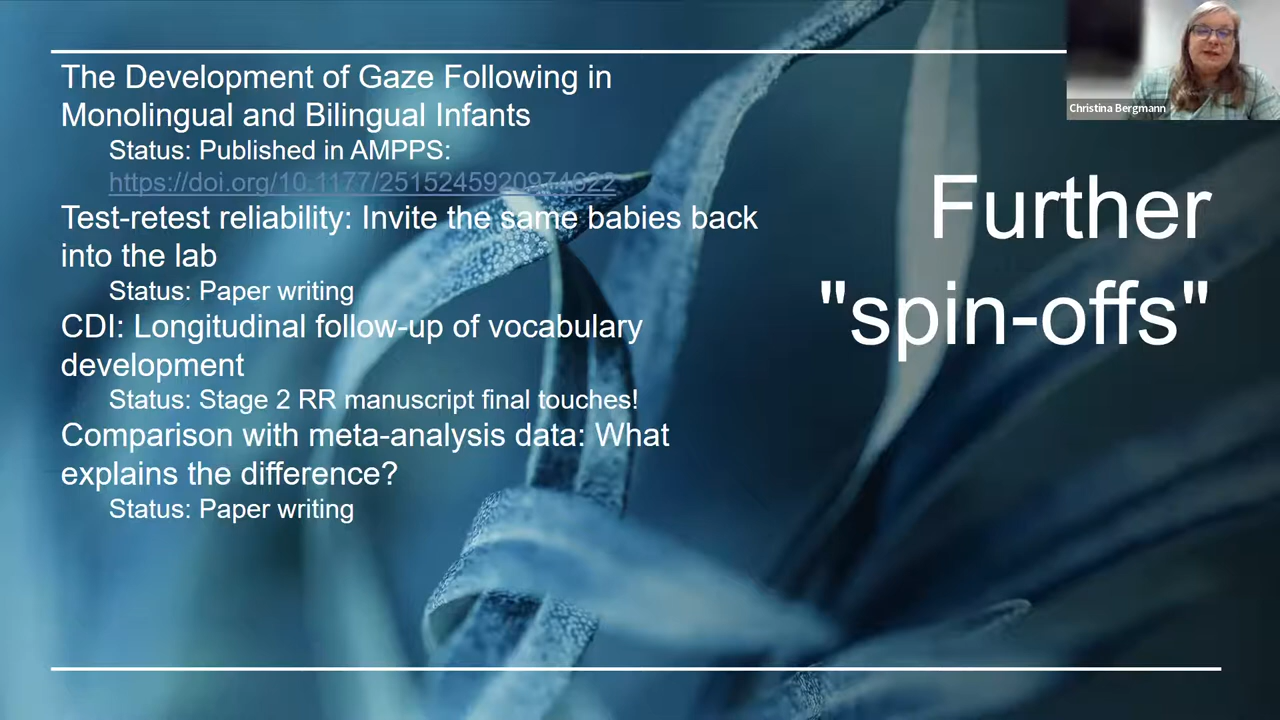 The Development of Gaze Following in
Monolingual and Bilingual Infants
Status: Published in AMPPS:
https://doi.org/10.1177/2515245920974622
Test-retest reliability: Invite the same babies back
into the lab
Status: Paper writing
CDI: Longitudinal follow-up of vocabulary
development
Status: Stage 2 RR manuscript final touches!
Comparison with meta-analysis data: What
explains the difference?
Status: Paper writing
Further
"spin-offs"
Christina Bergmann